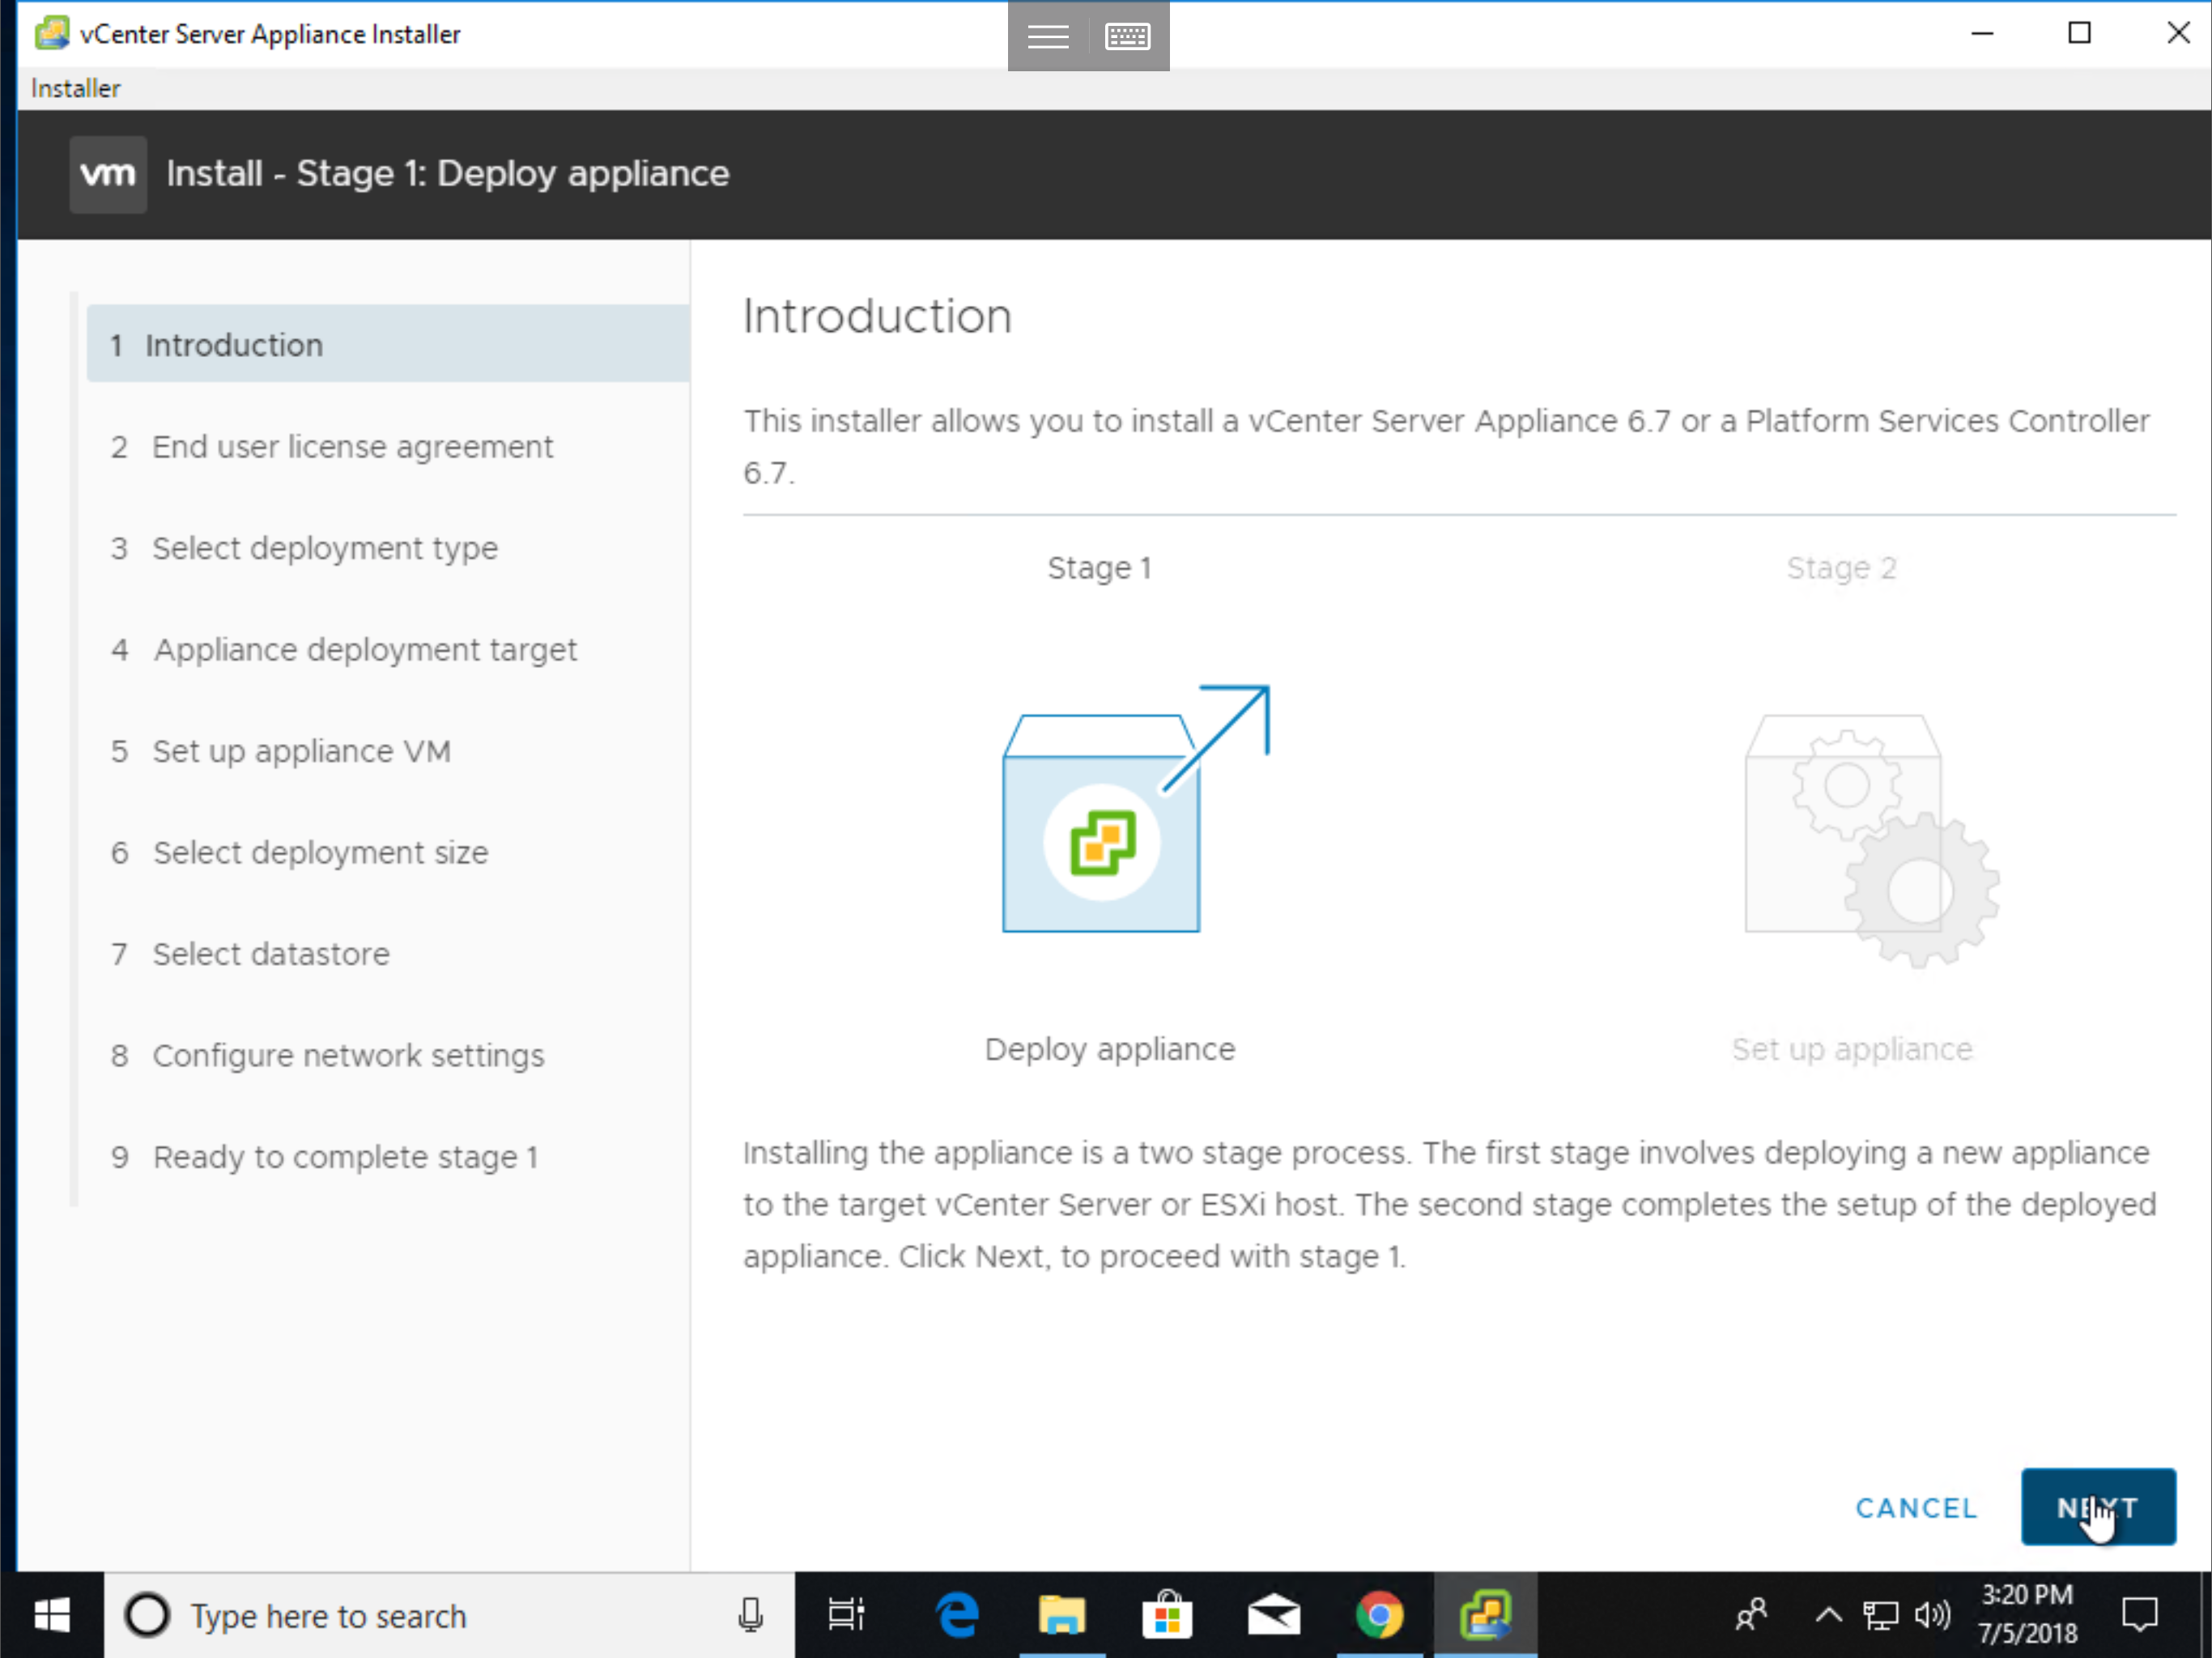 vCenter Server Appliance Installer
Installer
vm Install - Stage 1: Deploy appliance
1 Introduction
2 End user license agreement
3 Select deployment type
4 Appliance deployment target
5 Set up appliance VM
6 Select deployment size
7 Select datastore
8 Configure network settings
9 Ready to complete stage 1
Introduction
This installer allows you to install a vCenter Server Appliance 6.7 or a Platform Services Controller
6.7.
Stage 1
Stage 2
Deploy appliance
Set up appliance
Installing the appliance is a two stage process. The first stage involves deploying a new appliance
to the target vCenter Server or ESXi host. The second stage completes the setup of the deployed
appliance. Click Next, to proceed with stage 1.
CANCEL
NEXT
Type here to search
3:20 PM
7/5/2018